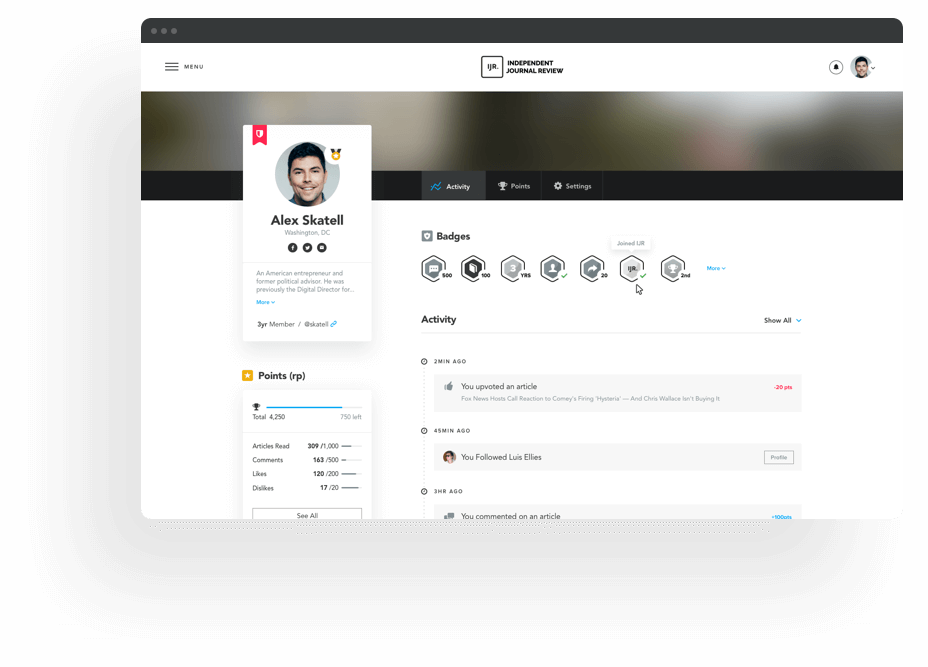 MENU
IJR.
INDEPENDENT
JOURNAL REVIEW
Activity
Points
Settings
Alex Skatell
Washington, DC
An American entrepreneur and
former political advisor. He was
previously the Digital Director for...
More
3yr Member / @skatell
Badges
Joined IJR
500
100
3
YRS
20
IJR.
2nd
More
Activity
Show All
2MIN AGO
You upvoted an article
-20 pts
Fox News Hosts Call Reaction to Comey's Firing 'Hysteria' — And Chris Wallace Isn't Buying It
45MIN AGO
You Followed Luis Ellies
Profile
3HR AGO
You commented on an article
+100pts
Points (rp)
Total 4,250
750 left
Articles Read 309 /1,000
Comments 163 /500
Likes 120 /200
Dislikes 17 /20
See All